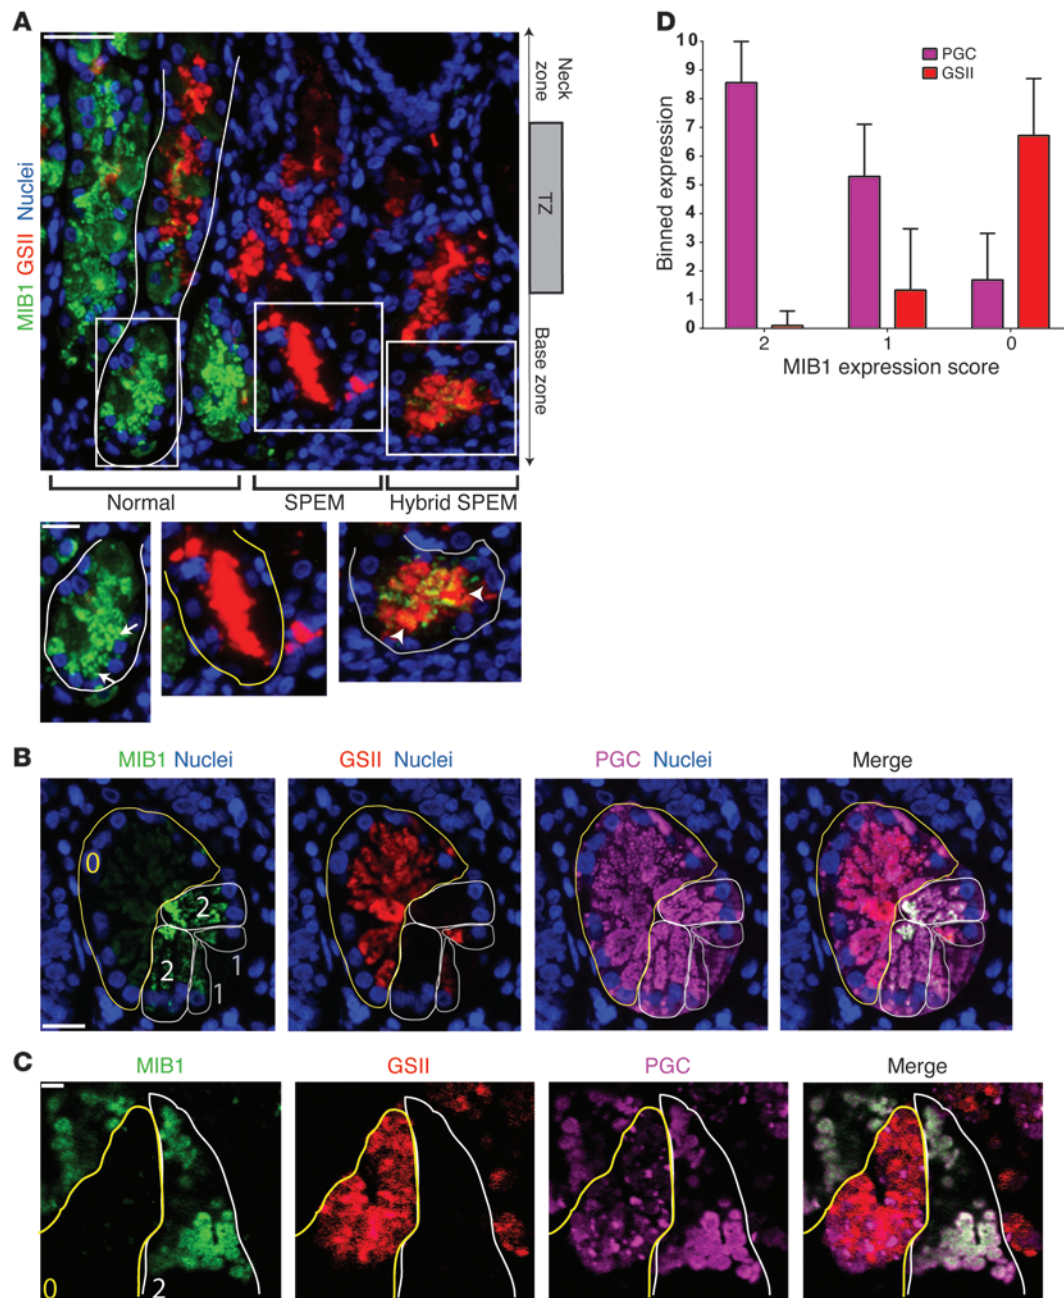 A
MIB1 GSII Nuclei
Neck zone
TZ
Base zone
Normal
SPEM
Hybrid SPEM
D
Binned expression
10
9
8
7
6
5
4
3
2
1
0
PGC
GSII
2
1
0
MIB1 expression score
B
MIB1 Nuclei
GSII Nuclei
PGC Nuclei
Merge
0
2
2
1
1
C
MIB1
GSII
PGC
Merge
0
2